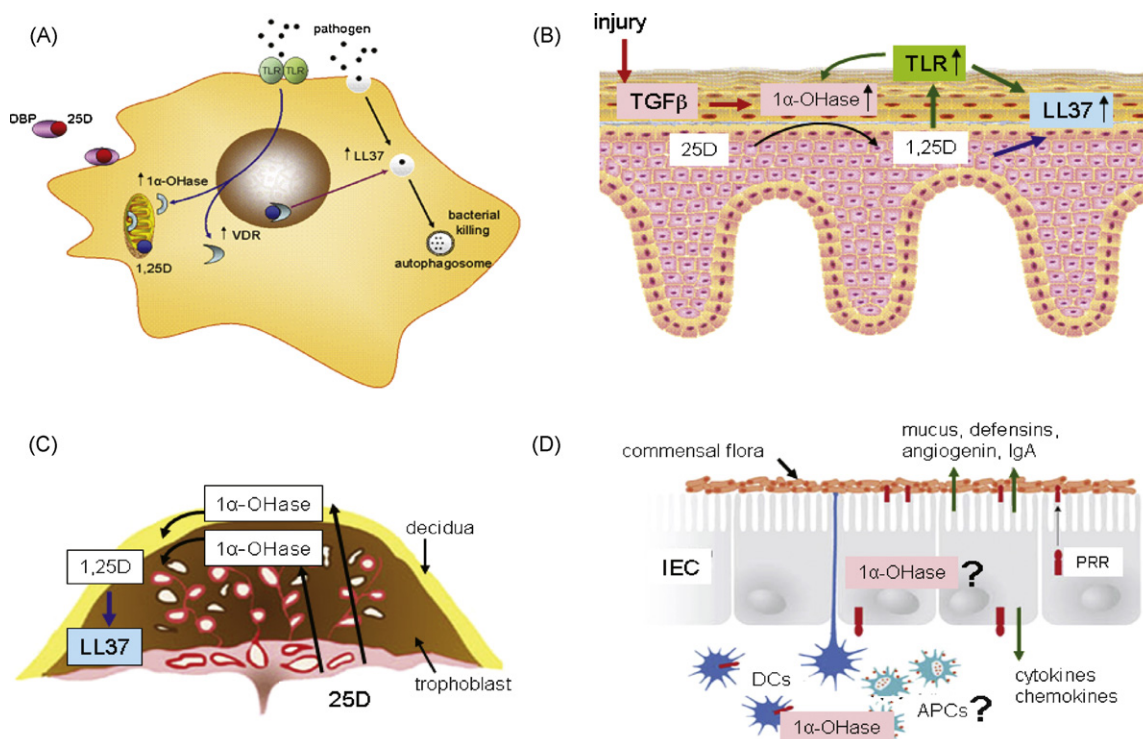 (A)
pathogen
TLR TLR
DBP 25D
↑ 1α-OHase
↑ LL37
↑ VDR
1,25D
bacterial
killing
autophagosome
(B)
injury
TLR ↑
TGFβ
1α-OHase ↑
LL37 ↑
25D
1,25D
(C)
1α-OHase
1α-OHase
decidua
1,25D
LL37
trophoblast
25D
(D)
mucus, defensins,
angiogenin, IgA
commensal flora
IEC
1α-OHase ?
PRR
DCs
APCs ?
1α-OHase
cytokines
chemokines